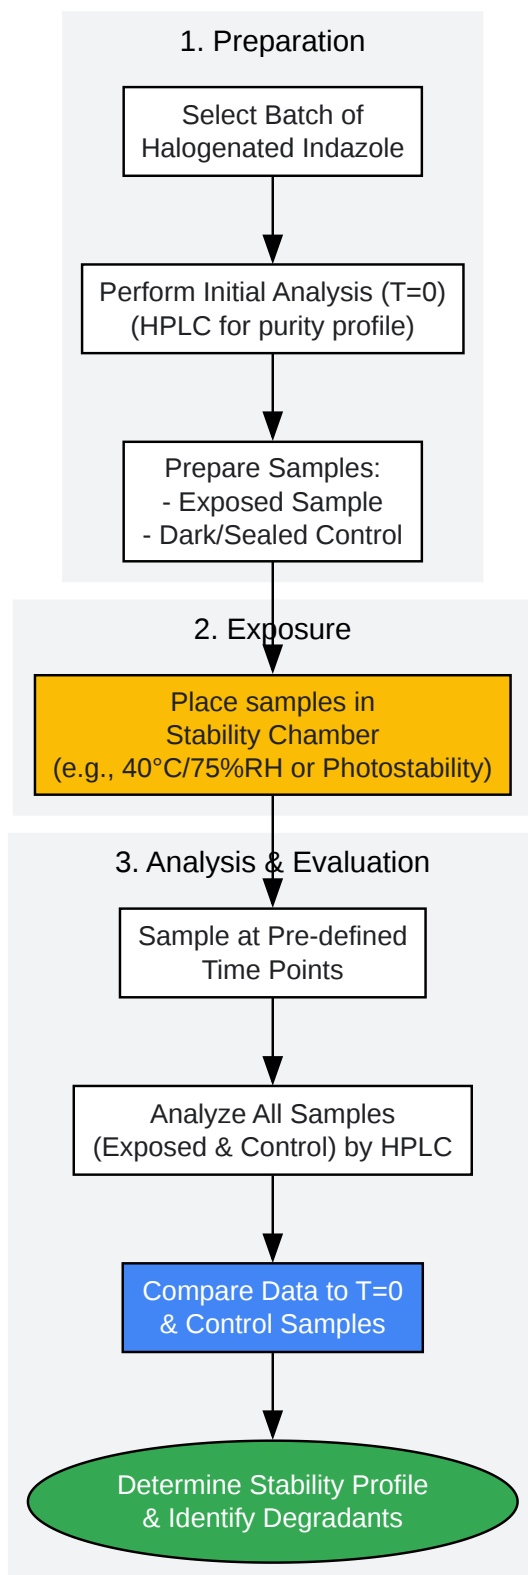 1. Preparation
Select Batch of
Halogenated Indazole
Perform Initial Analysis (T=0)
(HPLC for purity profile)
Prepare Samples:
- Exposed Sample
- Dark/Sealed Control
2. Exposure
Place samples in
Stability Chamber
(e.g., 40°C/75%RH or Photostability)
3. Analysis & Evaluation
Sample at Pre-defined
Time Points
Analyze All Samples
(Exposed & Control) by HPLC
Compare Data to T=0
& Control Samples
Determine Stability Profile
& Identify Degradants